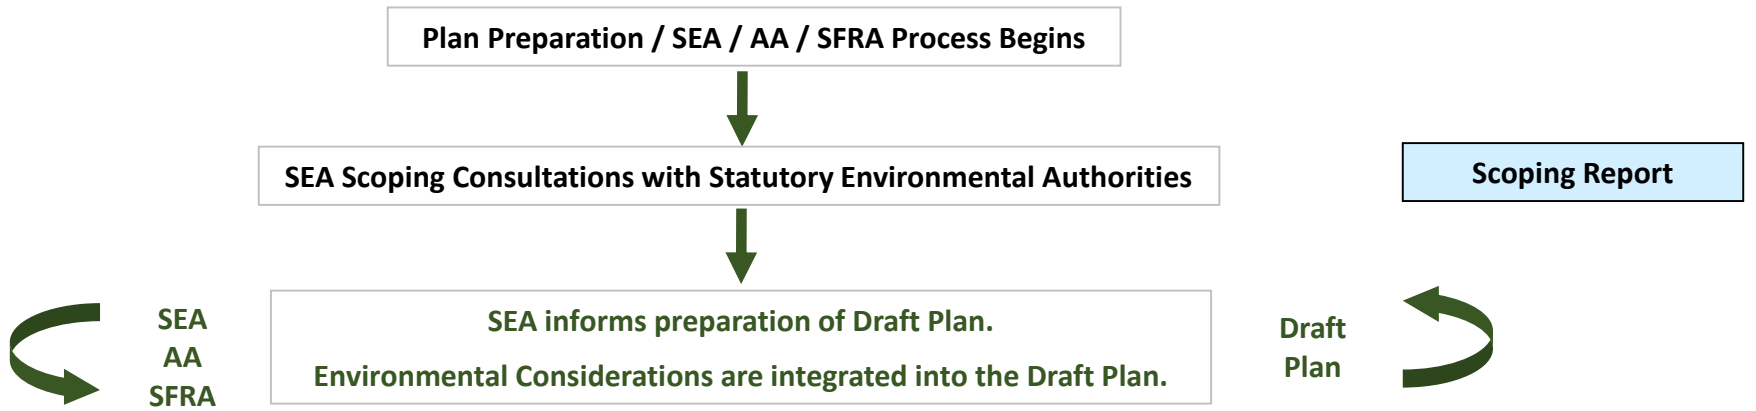 Plan Preparation / SEA / AA / SFRA Process Begins
SEA Scoping Consultations with Statutory Environmental Authorities
Scoping Report
SEA
AA
SFRA
SEA informs preparation of Draft Plan.
Environmental Considerations are integrated into the Draft Plan.
Draft
Plan